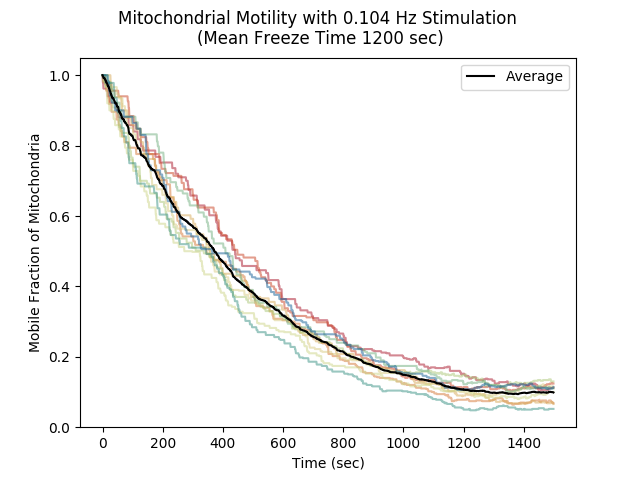 Mitochondrial Motility with 0.104 Hz Stimulation
(Mean Freeze Time 1200 sec)
Average
Mobile Fraction of Mitochondria
1.0
0.8
0.6
0.4
0.2
0.0
0 200 400 600 800 1000 1200 1400
Time (sec)